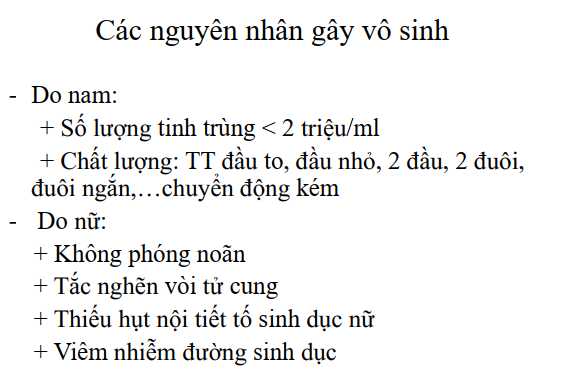 Các nguyên nhân gây vô sinh
- Do nam:
+ Số lượng tinh trùng < 2 triệu/ml
+ Chất lượng: TT đầu to, đầu nhỏ, 2 đầu, 2 đuôi,
đuôi ngắn,…chuyển động kém
- Do nữ:
+ Không phóng noãn
+ Tắc nghẽn vòi tử cung
+ Thiếu hụt nội tiết tố sinh dục nữ
+ Viêm nhiễm đường sinh dục